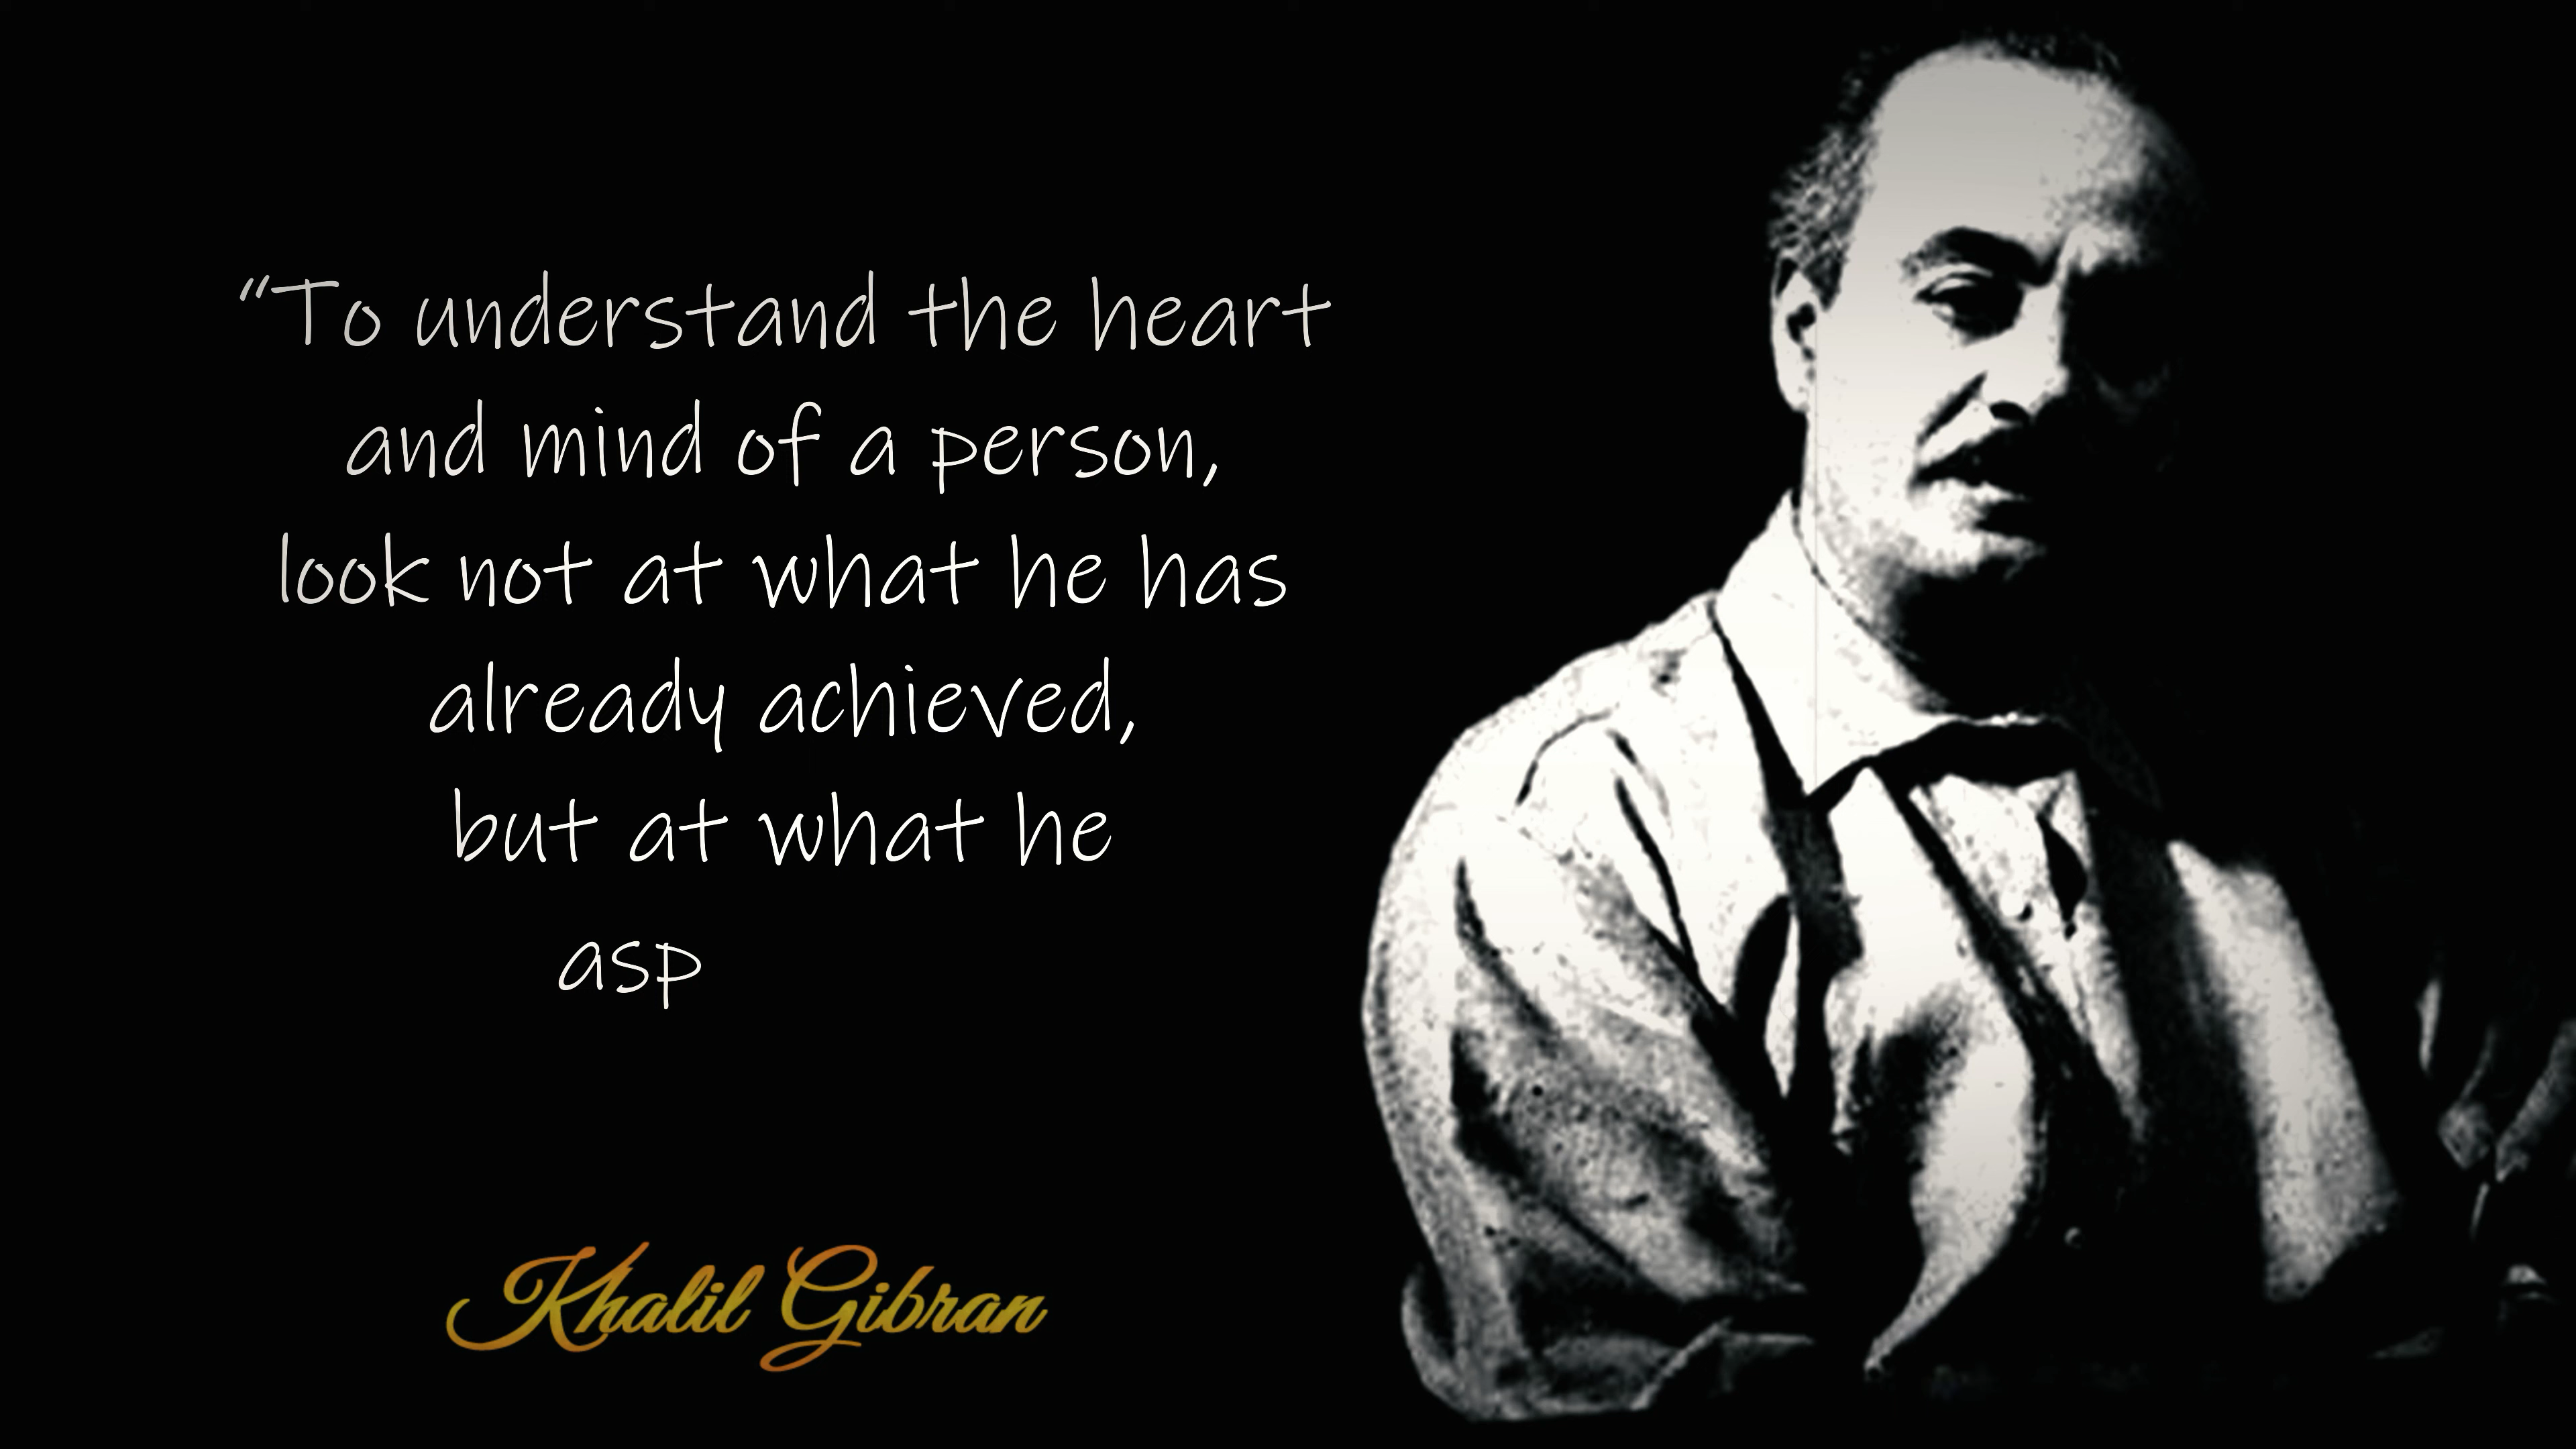 “To understand the heart
and mind of a person,
look not at what he has
already achieved,
but at what he
asp
Khalil Gibran